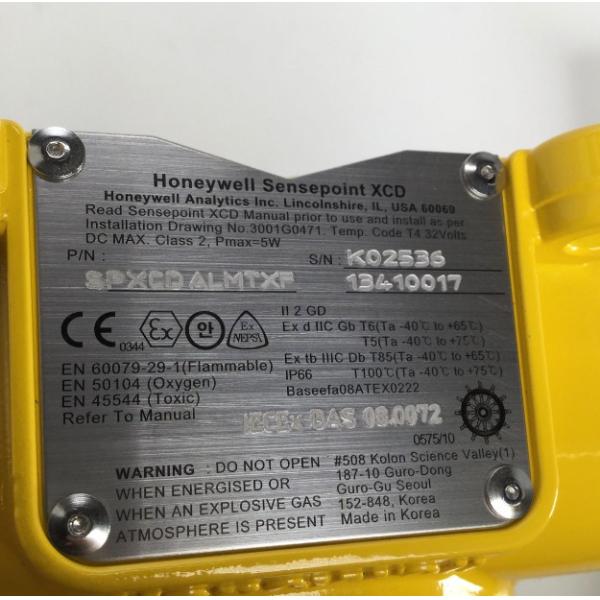 Honeywell Sensepoint XCD
Honeywell Analytics Inc. Lincolnshire, IL, USA 60069
Read Sensepoint XCD Manual prior to use and install as per
Installation Drawing No.3001G0471. Temp. Code T4 32Volts
DC MAX. Class 2, Pmax=5W
P/N : SPXCDALMTXF
S/N : K02536
13410017
CE 0344 Ex 안 Ex NEPSI
II 2 GD
Ex d IIC Gb T6(Ta -40℃ to +65℃)
T5(Ta -40℃ to +75℃)
Ex tb IIIC Db T85(Ta -40℃ to +65℃)
IP66 T100℃(Ta -40℃ to +75℃)
Baseefa08ATEX0222
EN 60079-29-1(Flammable)
EN 50104 (Oxygen)
EN 45544 (Toxic)
Refer To Manual
IECEx BAS 08.0072
0575/10
WARNING : DO NOT OPEN
WHEN ENERGISED OR
WHEN AN EXPLOSIVE GAS
ATMOSPHERE IS PRESENT
#508 Kolon Science Valley(1)
187-10 Guro-Dong
Guro-Gu Seoul
152-848, Korea
Made in Korea